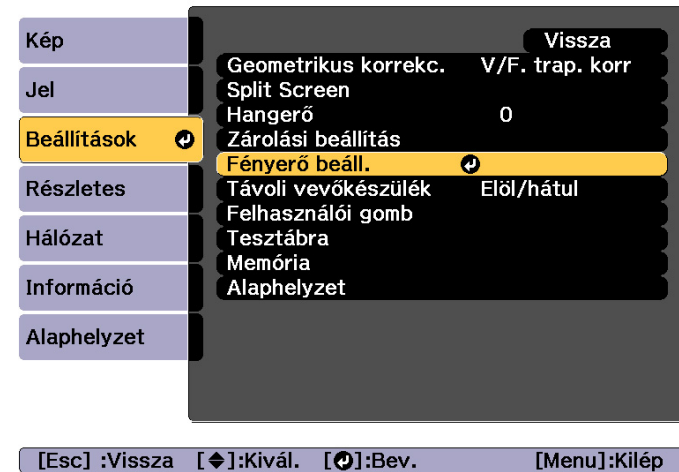 Kép
Jel
Beállítások
Részletes
Hálózat
Információ
Alaphelyzet
Vissza
Geometrikus korrekc. V/F. trap. korr
Split Screen
Hangerő 0
Zárolási beállítás
Fényerő beáll.
Távoli vevőkészülék Elöl/hátul
Felhasználói gomb
Tesztábra
Memória
Alaphelyzet
[Esc] :Vissza [◆]:Kivál. [↵]:Bev. [Menu]:Kilép